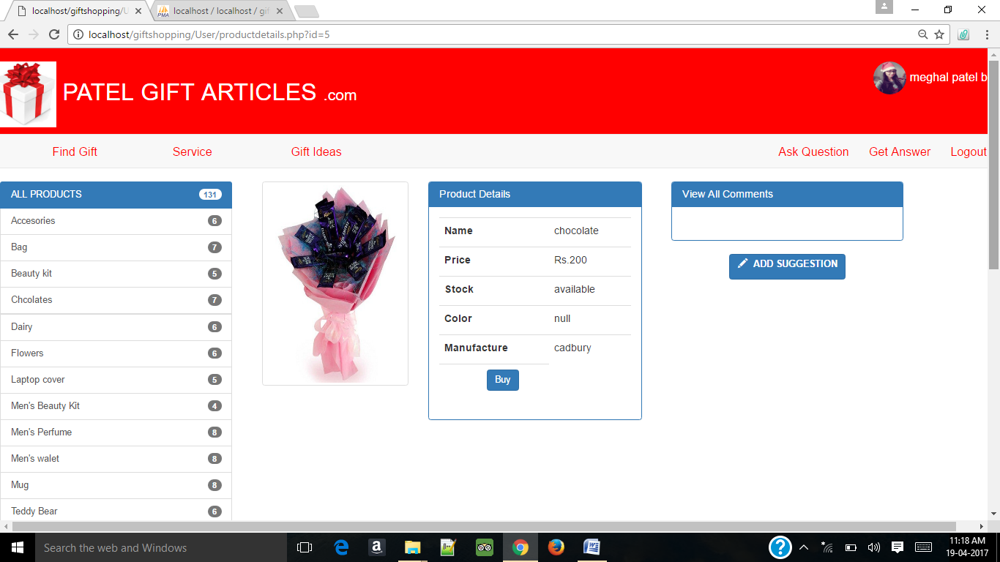 localhost/giftshopping/U
localhost / localhost / gif
localhost/giftshopping/User/productdetails.php?id=5
PATEL GIFT ARTICLES .com
meghal patel b
Find Gift
Service
Gift Ideas
Ask Question
Get Answer
Logout
ALL PRODUCTS 131
Accesories 6
Bag 7
Beauty kit 5
Chcolates 7
Dairy 6
Flowers 6
Laptop cover 5
Men's Beauty Kit 4
Men's Perfume 8
Men's walet 8
Mug 8
Teddy Bear 6
Product Details
Name chocolate
Price Rs.200
Stock available
Color null
Manufacture cadbury
Buy
View All Comments
ADD SUGGESTION
Search the web and Windows
11:18 AM
19-04-2017